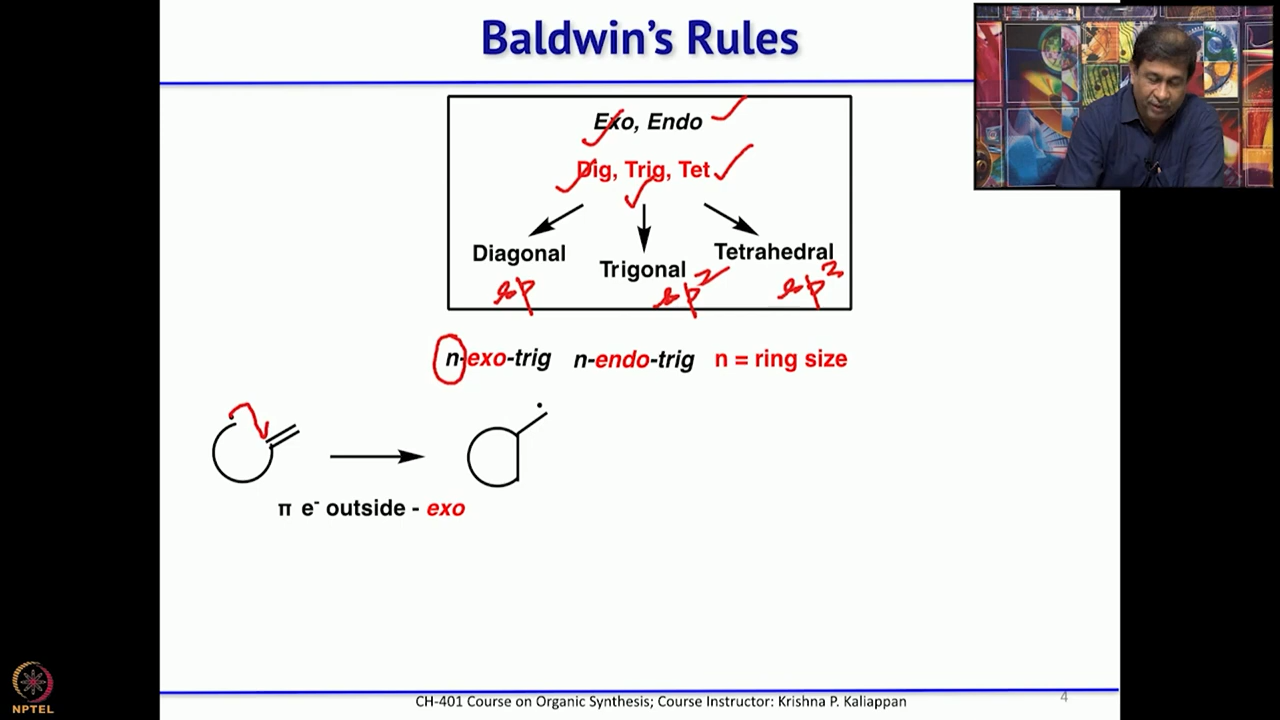 Baldwin's Rules
Exo, Endo
Dig, Trig, Tet
Diagonal Trigonal Tetrahedral
sp sp² sp³
n-exo-trig n-endo-trig n = ring size
π e⁻ outside - exo
CH-401 Course on Organic Synthesis; Course Instructor: Krishna P. Kaliappan
4
NPTEL